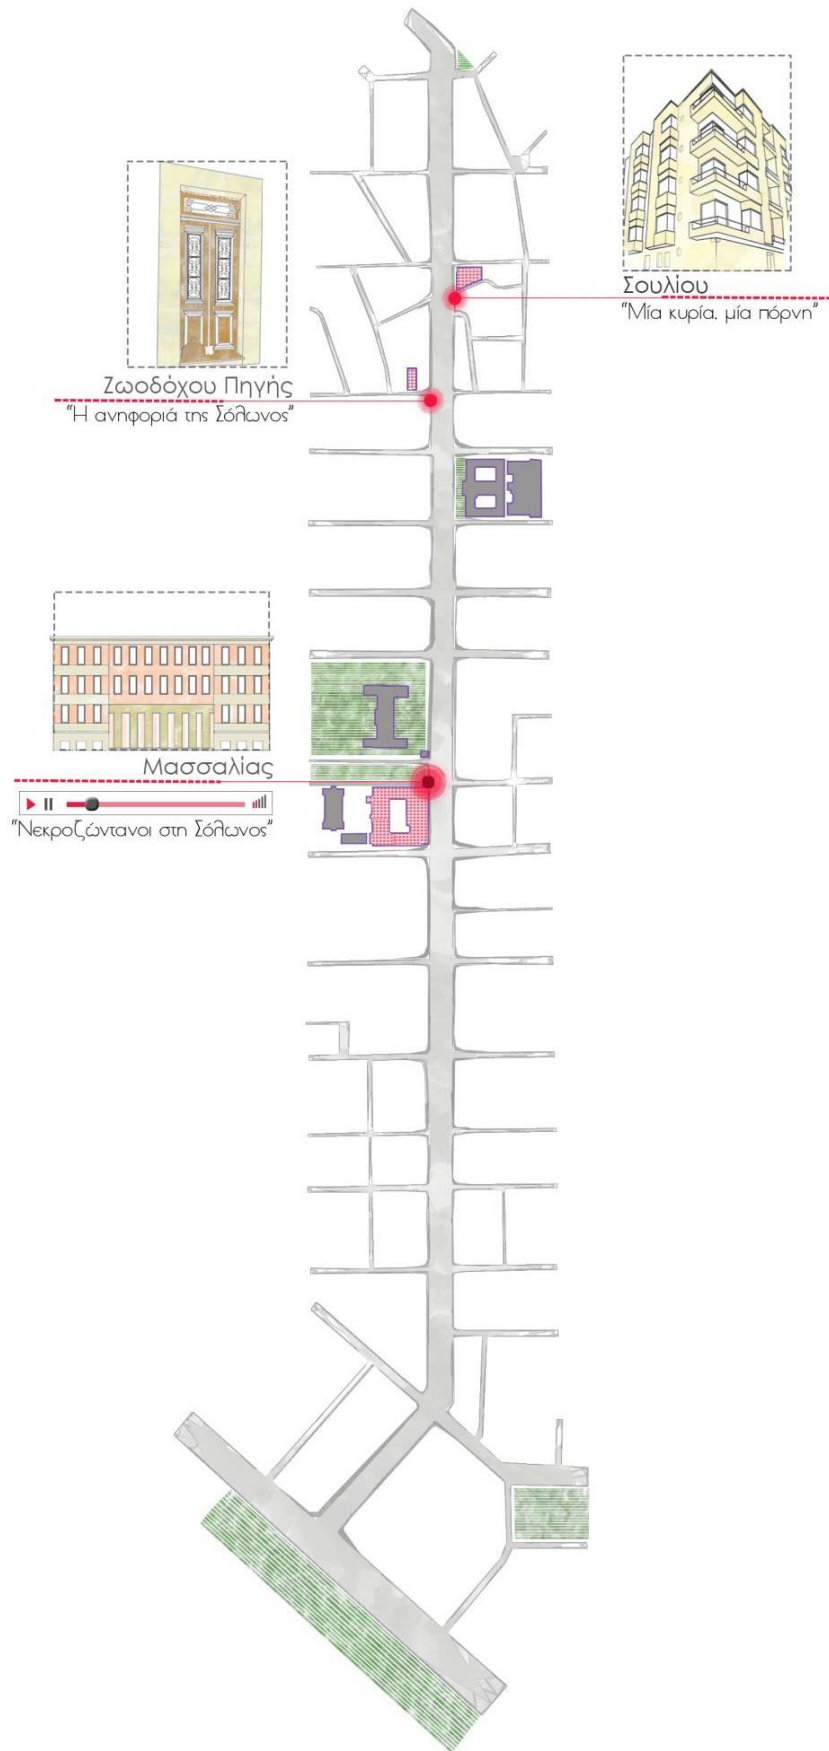 Σουλίου
"Μία κυρία, μία πόρνη"
Ζωοδόχου Πηγής
"Η ανηφοριά της Σόλωνος"
Μασσαλίας
"Νεκροζώντανοι στη Σόλωνος"